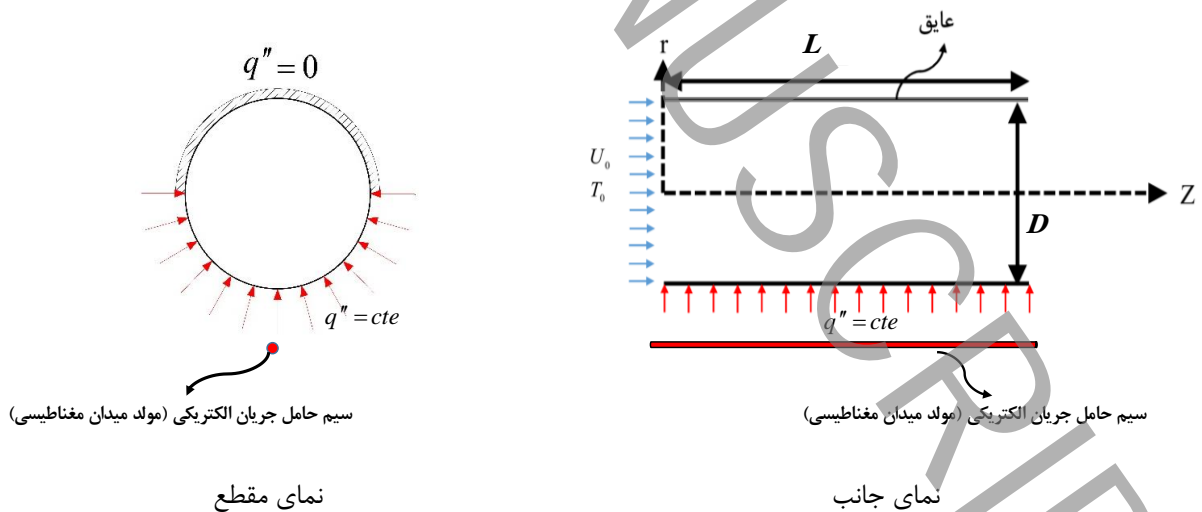 q" = 0
q" = cte
سیم حامل جریان الکتریکی (مولد میدان مغناطیسی)
نمای مقطع
عایق
r
L
U₀
T₀
Z
D
q" = cte
سیم حامل جریان الکتریکی (مولد میدان مغناطیسی)
نمای جانب
NUSCRIP